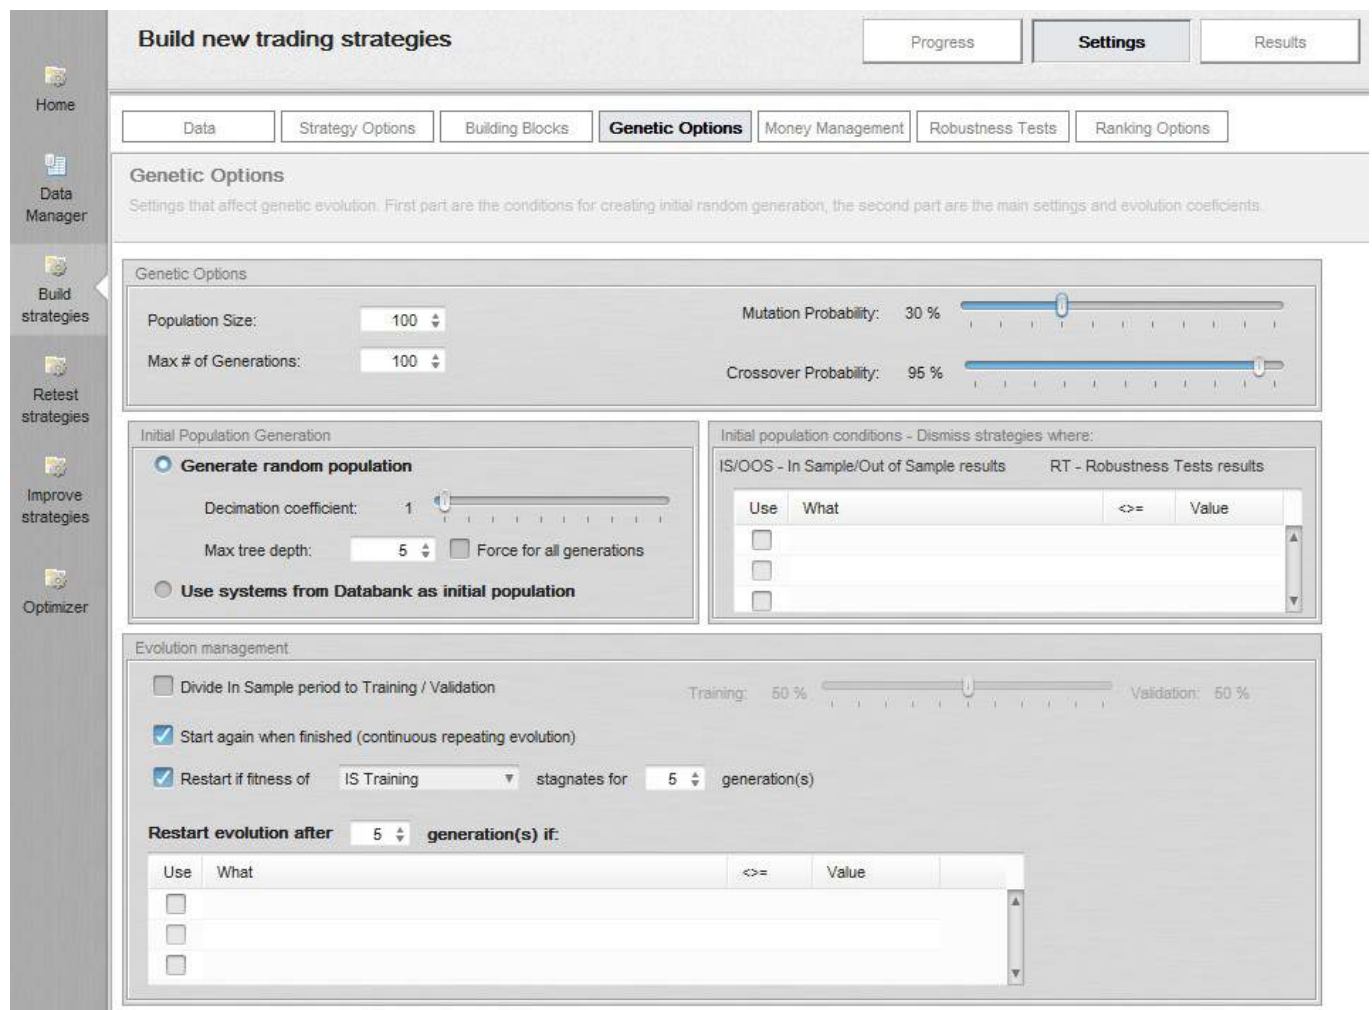 Build new trading strategies
Progress
Settings
Results
Home
Data
Manager
Build
strategies
Retest
strategies
Improve
strategies
Optimizer
Data
Strategy Options
Building Blocks
Genetic Options
Money Management
Robustness Tests
Ranking Options
Genetic Options
Settings that affect genetic evolution. First part are the conditions for creating initial random generation, the second part are the main settings and evolution coeficients.
Genetic Options
Population Size: 100
Mutation Probability: 30 %
Max # of Generations: 100
Crossover Probability: 95 %
Initial Population Generation
Generate random population
Decimation coefficient: 1
Max tree depth: 5 Force for all generations
Use systems from Databank as initial population
Initial population conditions - Dismiss strategies where:
IS/OOS - In Sample/Out of Sample results RT - Robustness Tests results
Use What <>= Value
Evolution management
Divide In Sample period to Training / Validation
Training: 50 % Validation: 50 %
Start again when finished (continuous repeating evolution)
Restart if fitness of IS Training stagnates for 5 generation(s)
Restart evolution after 5 generation(s) if:
Use What <>= Value